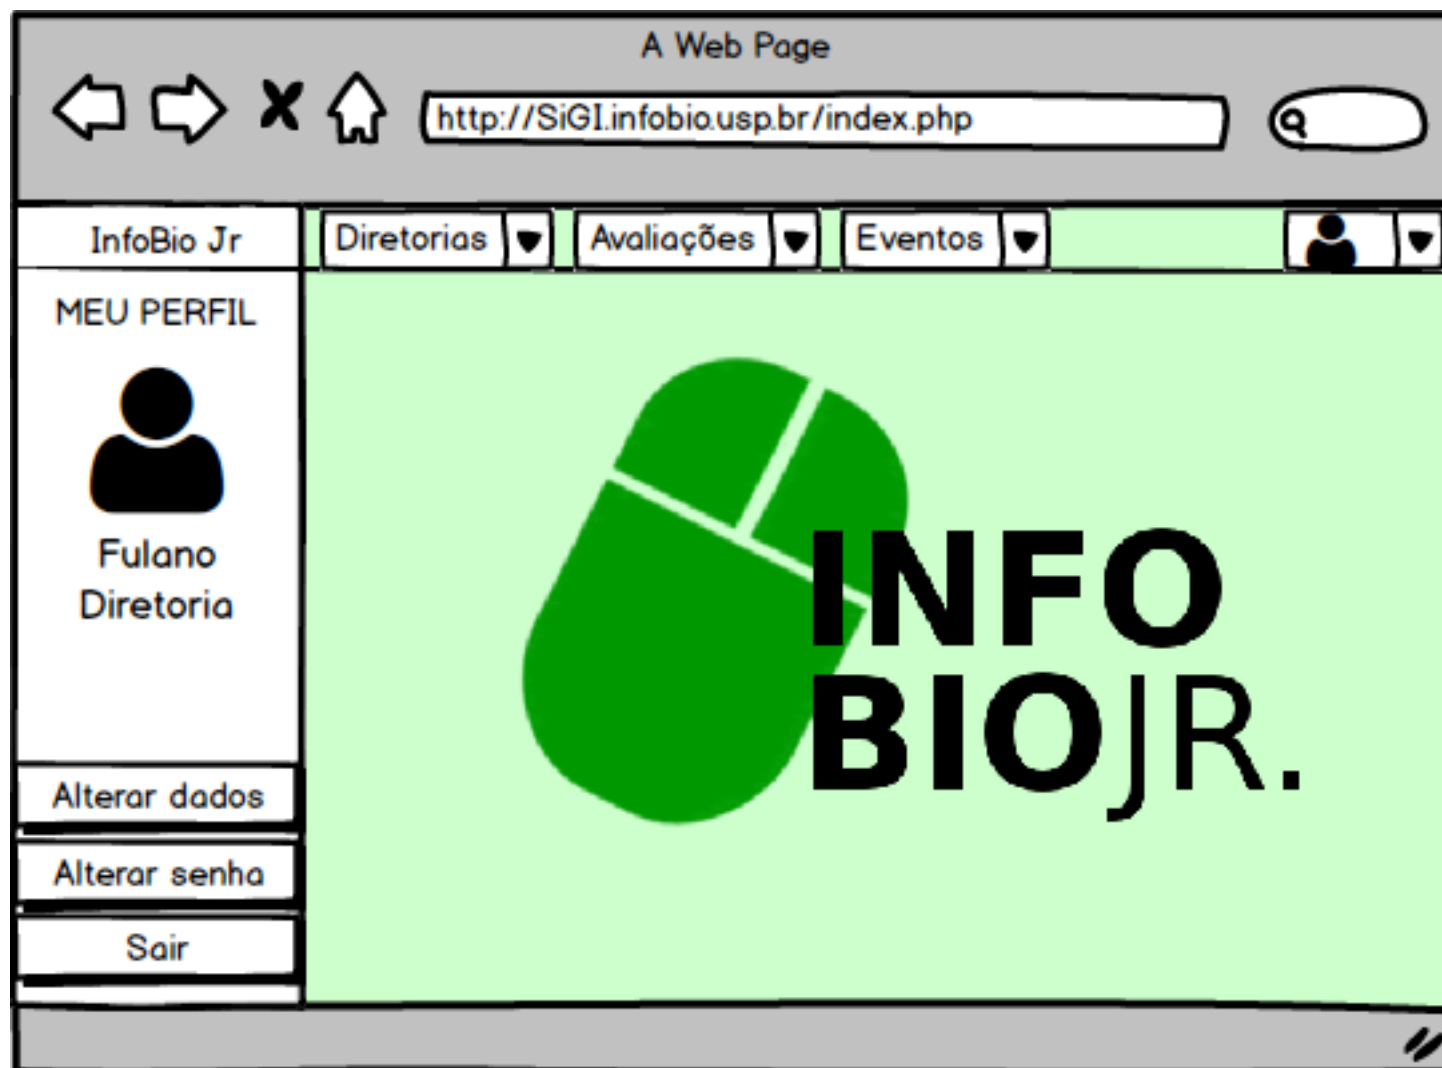 A Web Page
http://SiGI.infobio.usp.br/index.php
InfoBio Jr
Diretorias
Avaliações
Eventos
MEU PERFIL
Fulano
Diretoria
Alterar dados
Alterar senha
Sair
INFO
BIOJR.